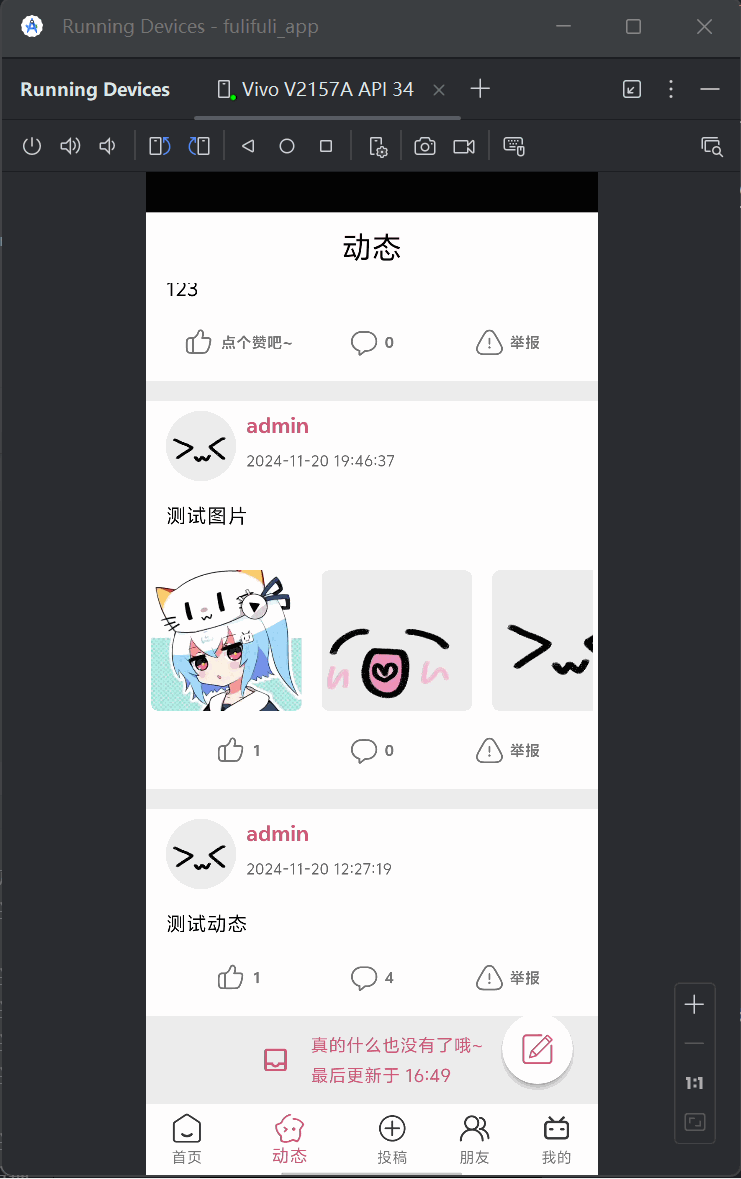 Running Devices - fulifuli_app
Running Devices
Vivo V2157A API 34
动态
123
点个赞吧~
0
举报
admin
2024-11-20 19:46:37
测试图片
1
0
举报
admin
2024-11-20 12:27:19
测试动态
1
4
举报
真的什么也没有了哦~
最后更新于 16:49
1:1
首页
动态
投稿
朋友
我的